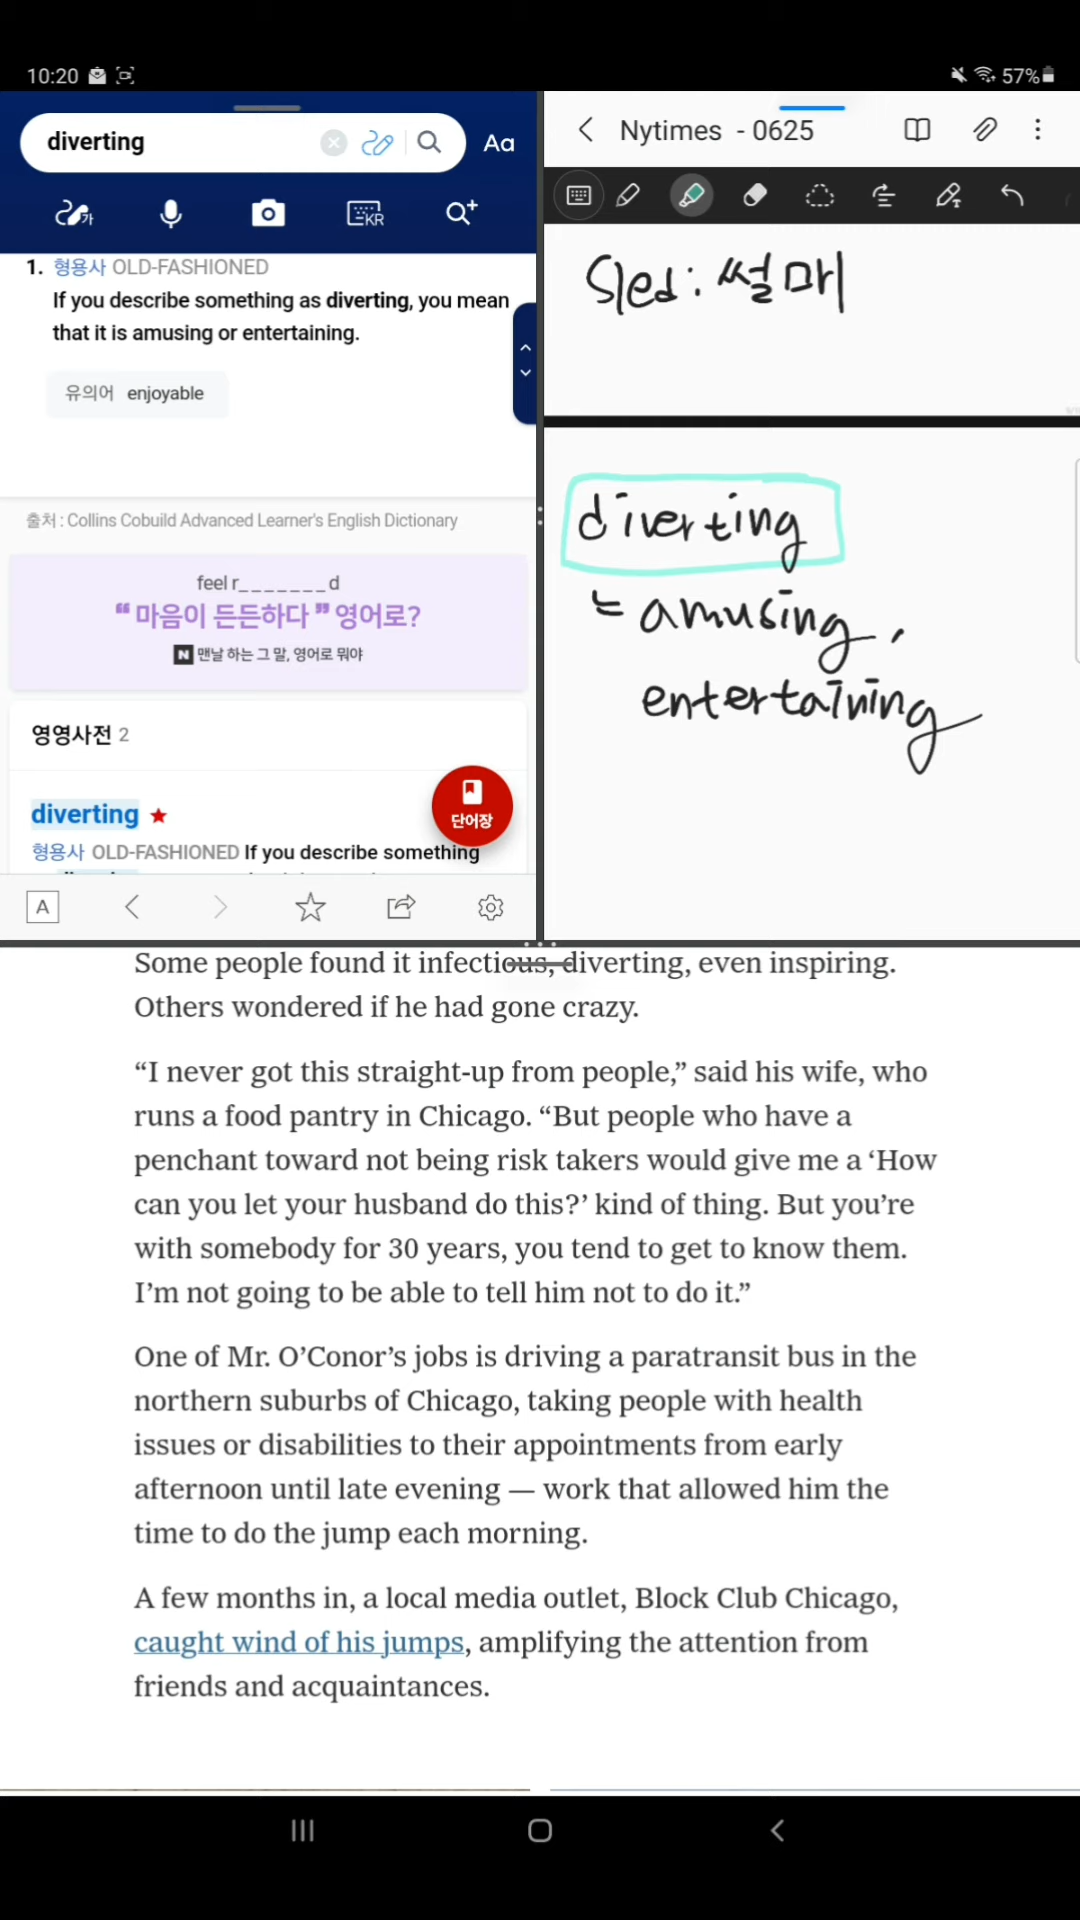 10:20
57%
diverting
Aa
가
KR
1. 형용사 OLD-FASHIONED
If you describe something as diverting, you mean
that it is amusing or entertaining.
유의어 enjoyable
출처 : Collins Cobuild Advanced Learner's English Dictionary
feel r_______d
“ 마음이 든든하다 ” 영어로?
N 맨날 하는 그 말, 영어로 뭐야
영영사전 2
diverting ★
단어장
형용사 OLD-FASHIONED If you describe something
A
Nytimes - 0625
Sled : 썰매
diverting
= amusing,
entertaining
Some people found it infectious, diverting, even inspiring.
Others wondered if he had gone crazy.
“I never got this straight-up from people,” said his wife, who
runs a food pantry in Chicago. “But people who have a
penchant toward not being risk takers would give me a ‘How
can you let your husband do this?’ kind of thing. But you’re
with somebody for 30 years, you tend to get to know them.
I’m not going to be able to tell him not to do it.”
One of Mr. O’Conor’s jobs is driving a paratransit bus in the
northern suburbs of Chicago, taking people with health
issues or disabilities to their appointments from early
afternoon until late evening — work that allowed him the
time to do the jump each morning.
A few months in, a local media outlet, Block Club Chicago,
caught wind of his jumps, amplifying the attention from
friends and acquaintances.